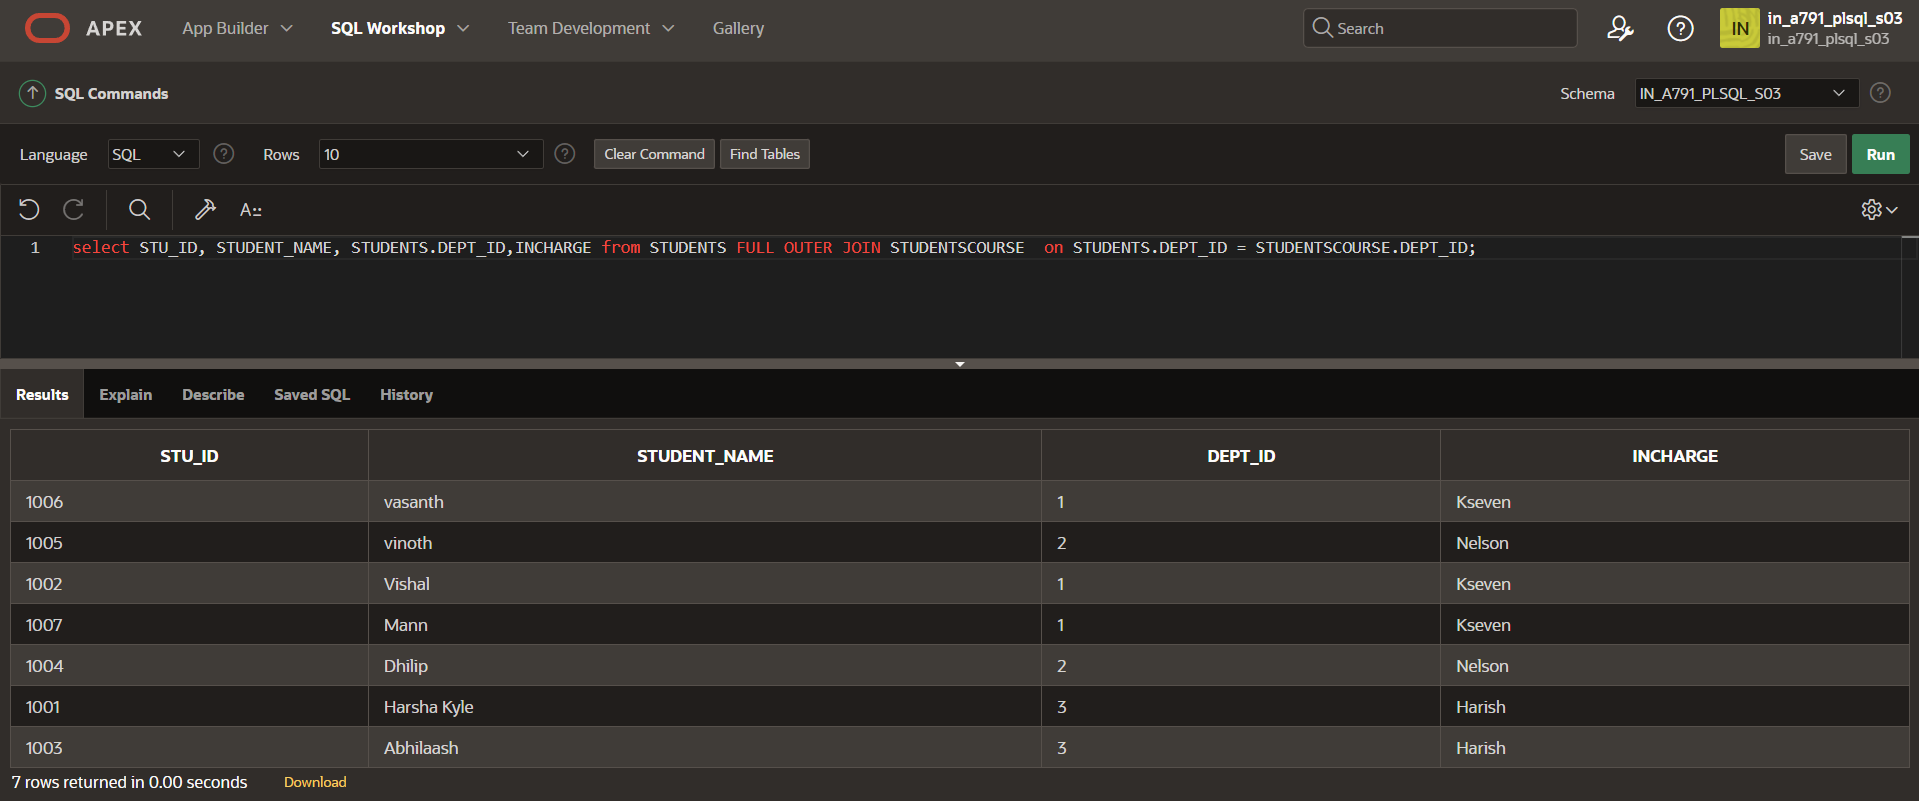 APEX App Builder SQL Workshop Team Development Gallery Search ? IN in_a791_plsql_s03
in_a791_plsql_s03
SQL Commands Schema IN_A791_PLSQL_S03 ?
Language SQL ? Rows 10 ? Clear Command Find Tables Save Run
A::
1 select STU_ID, STUDENT_NAME, STUDENTS.DEPT_ID,INCHARGE from STUDENTS FULL OUTER JOIN STUDENTSCOURSE  on STUDENTS.DEPT_ID = STUDENTSCOURSE.DEPT_ID;
Results Explain Describe Saved SQL History
STU_ID STUDENT_NAME DEPT_ID INCHARGE
1006 vasanth 1 Kseven
1005 vinoth 2 Nelson
1002 Vishal 1 Kseven
1007 Mann 1 Kseven
1004 Dhilip 2 Nelson
1001 Harsha Kyle 3 Harish
1003 Abhilaash 3 Harish
7 rows returned in 0.00 seconds Download